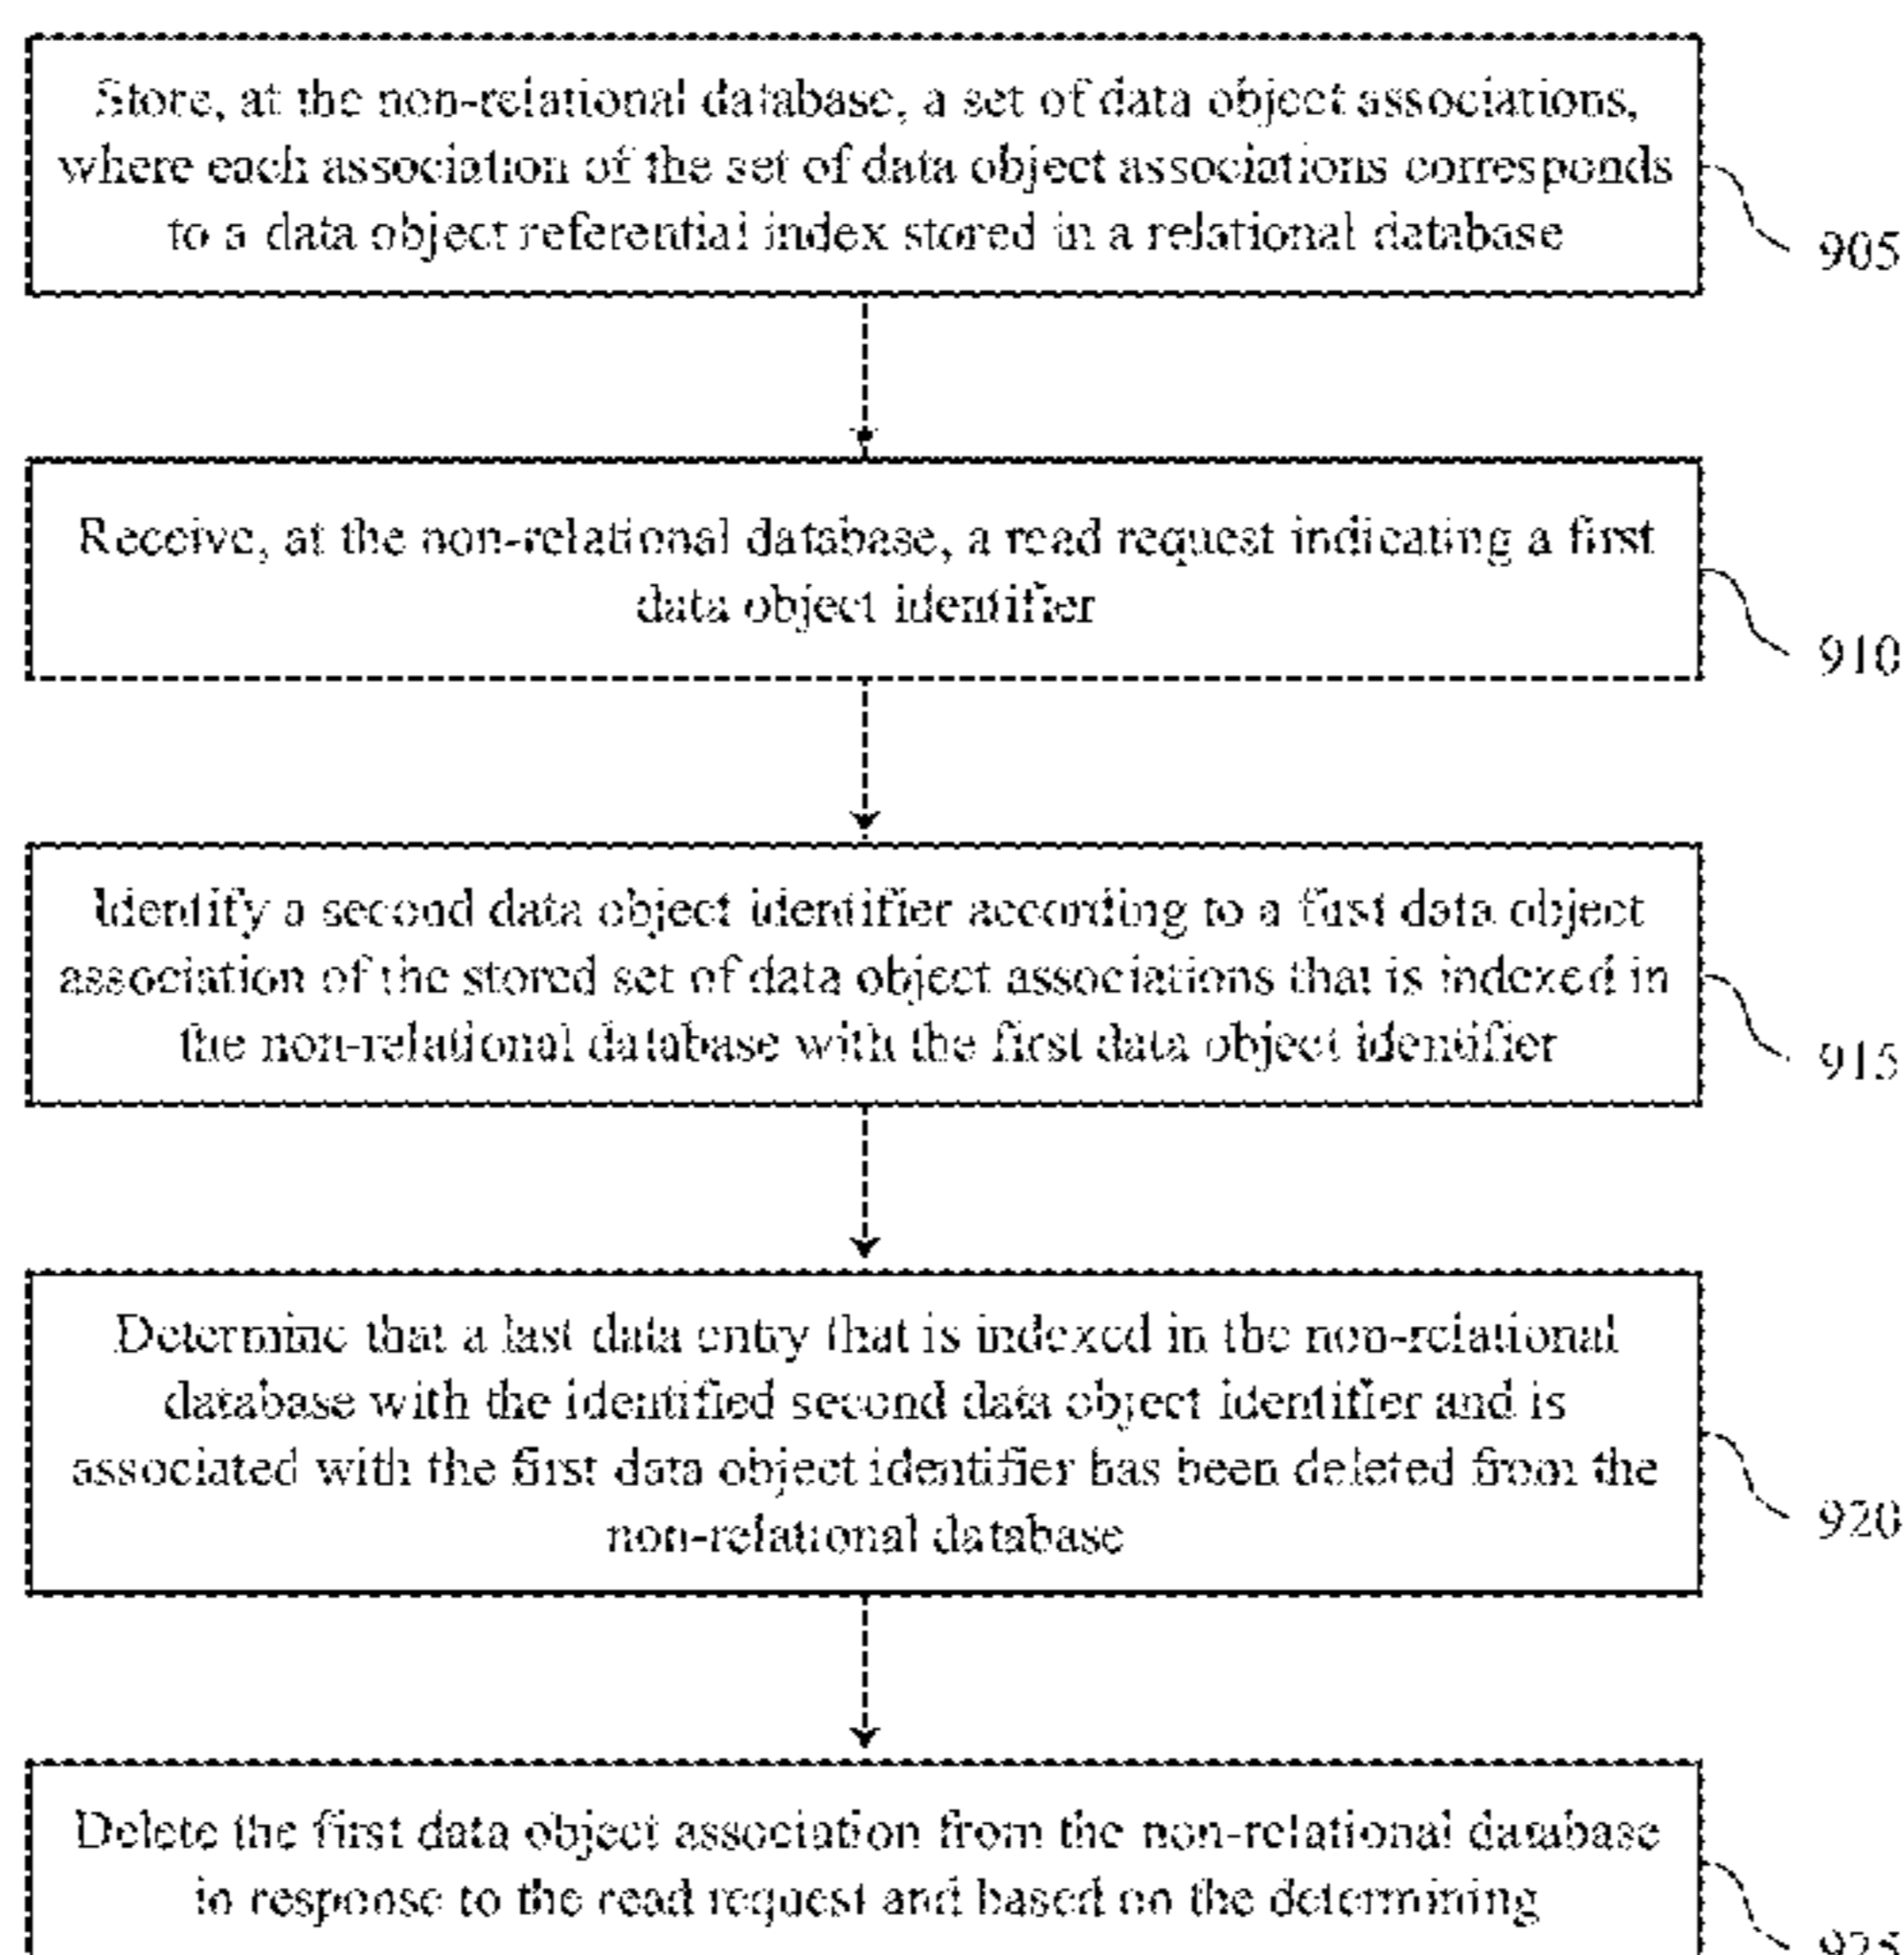 Store, at the non-relational database, a set of data object associations,
where each association of the set of data object associations corresponds
to a data object referential index stored in a relational database
905
Receive, at the non-relational database, a read request indicating a first
data object identifier
910
Identify a second data object identifier according to a first data object
association of the stored set of data object associations that is indexed in
the non-relational database with the first data object identifier
915
Determine that a last data entry that is indexed in the non-relational
database with the identified second data object identifier and is
associated with the first data object identifier has been deleted from the
non-relational database
920
Delete the first data object association from the non-relational database
in response to the read request and based on the determining
925